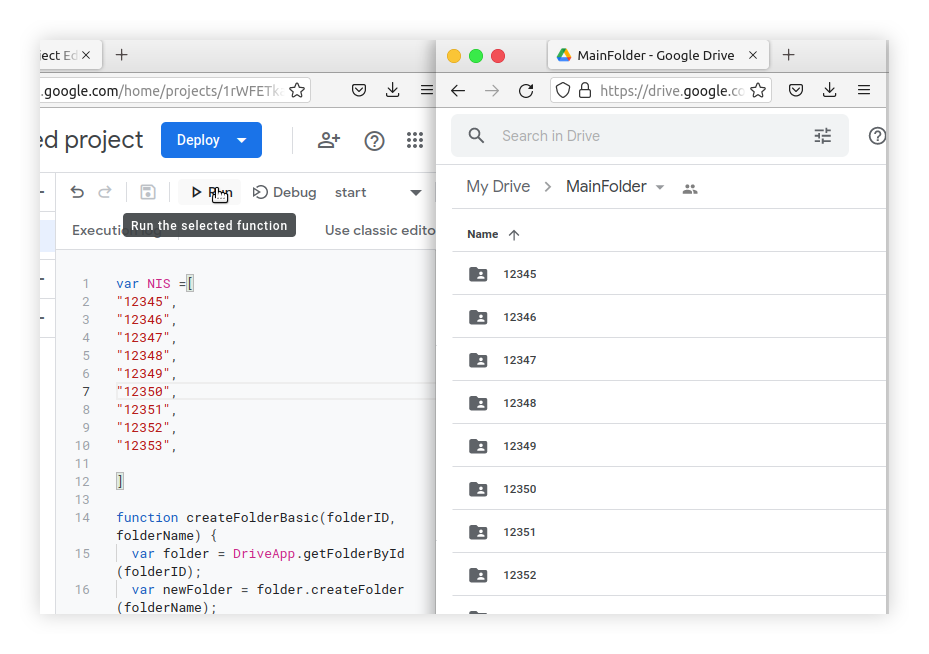 ject Ed
.google.com/home/projects/1rWFETk
ed project
Deploy
Run
Debug
start
Run the selected function
Executi
Use classic edito
1 var NIS =[
2 "12345",
3 "12346",
4 "12347",
5 "12348",
6 "12349",
7 "12350",
8 "12351",
9 "12352",
10 "12353",
11
12 ]
13
14 function createFolderBasic(folderID,
folderName) {
15 var folder = DriveApp.getFolderById
(folderID);
16 var newFolder = folder.createFolder
(folderName);
MainFolder - Google Drive
https://drive.google.co
Search in Drive
My Drive > MainFolder
Name
12345
12346
12347
12348
12349
12350
12351
12352